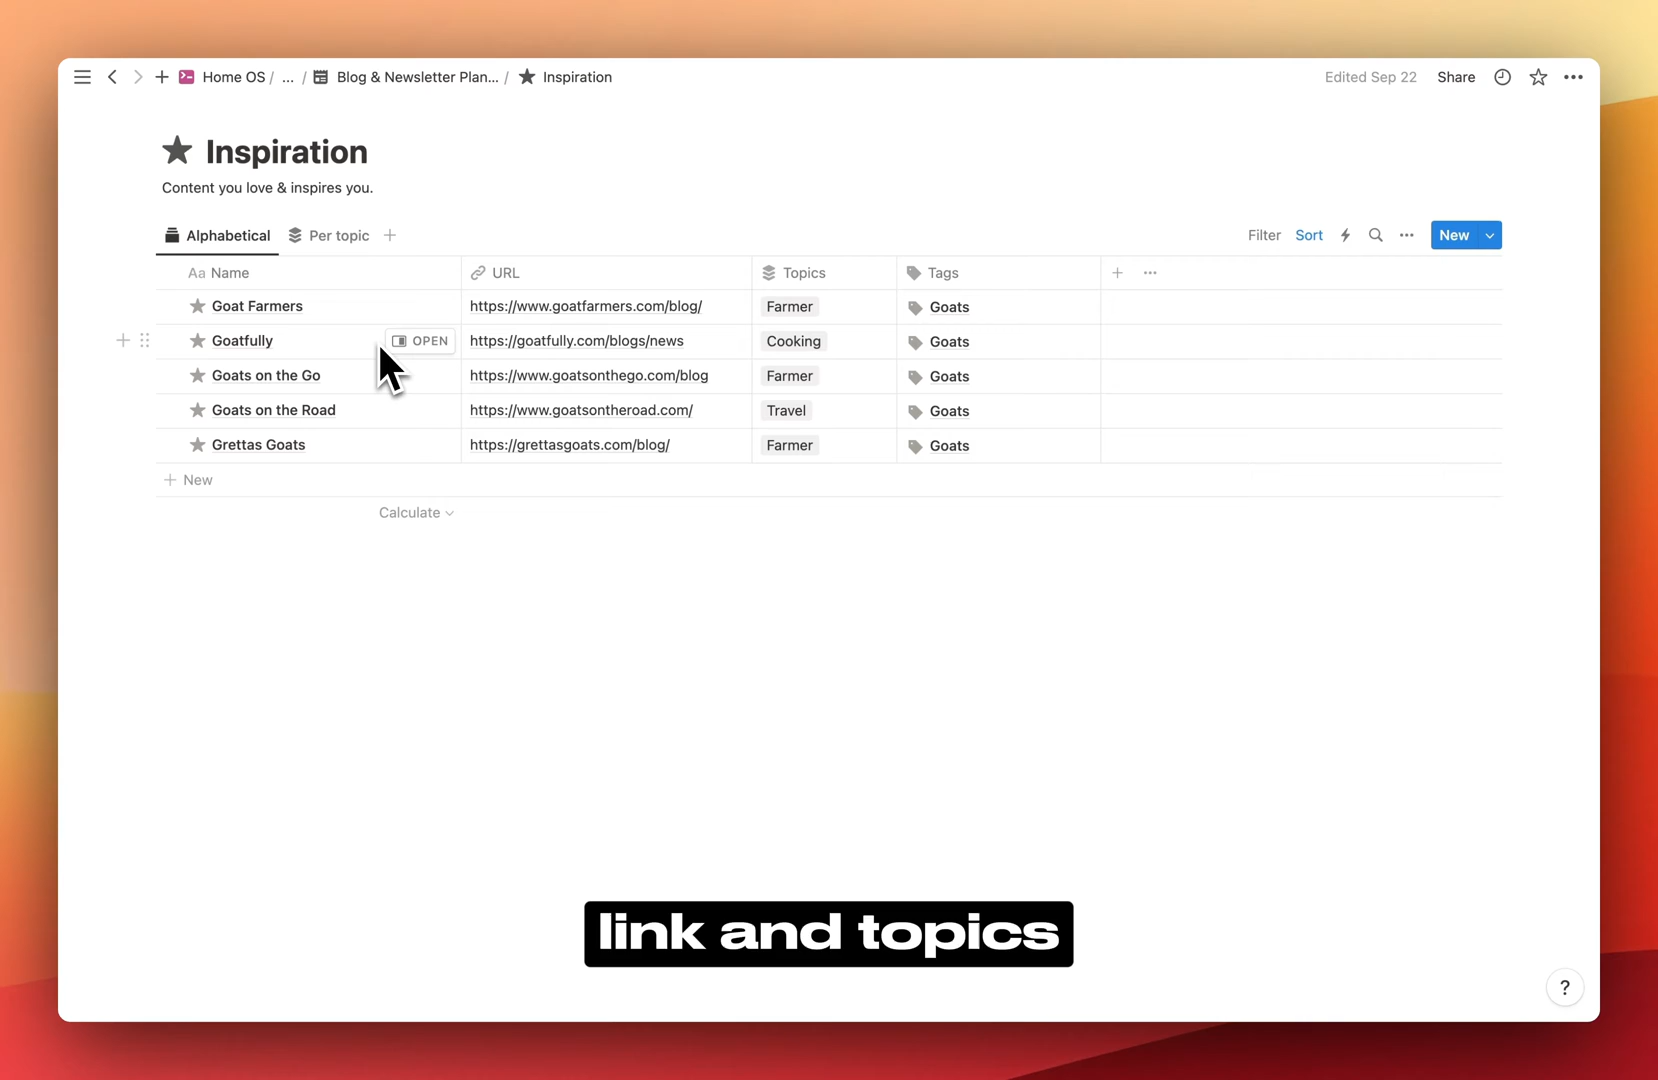 Home OS / ... / Blog & Newsletter Plan... / Inspiration
Edited Sep 22 Share
Inspiration
Content you love & inspires you.
Alphabetical Per topic
Filter Sort New
Aa Name URL Topics Tags
Goat Farmers https://www.goatfarmers.com/blog/ Farmer Goats
Goatfully OPEN https://goatfully.com/blogs/news Cooking Goats
Goats on the Go https://www.goatsonthego.com/blog Farmer Goats
Goats on the Road https://www.goatsontheroad.com/ Travel Goats
Grettas Goats https://grettasgoats.com/blog/ Farmer Goats
+ New
Calculate
link and topics
?